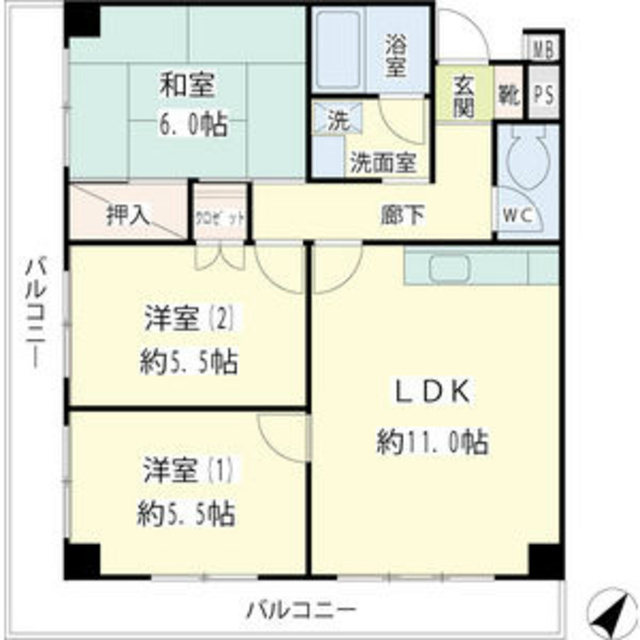 浴室
MB
和室
6.0帖
玄関
靴
PS
洗
洗面室
押入
クロゼット
廊下
WC
バルコニー
洋室(2)
約5.5帖
LDK
約11.0帖
洋室(1)
約5.5帖
バルコニー